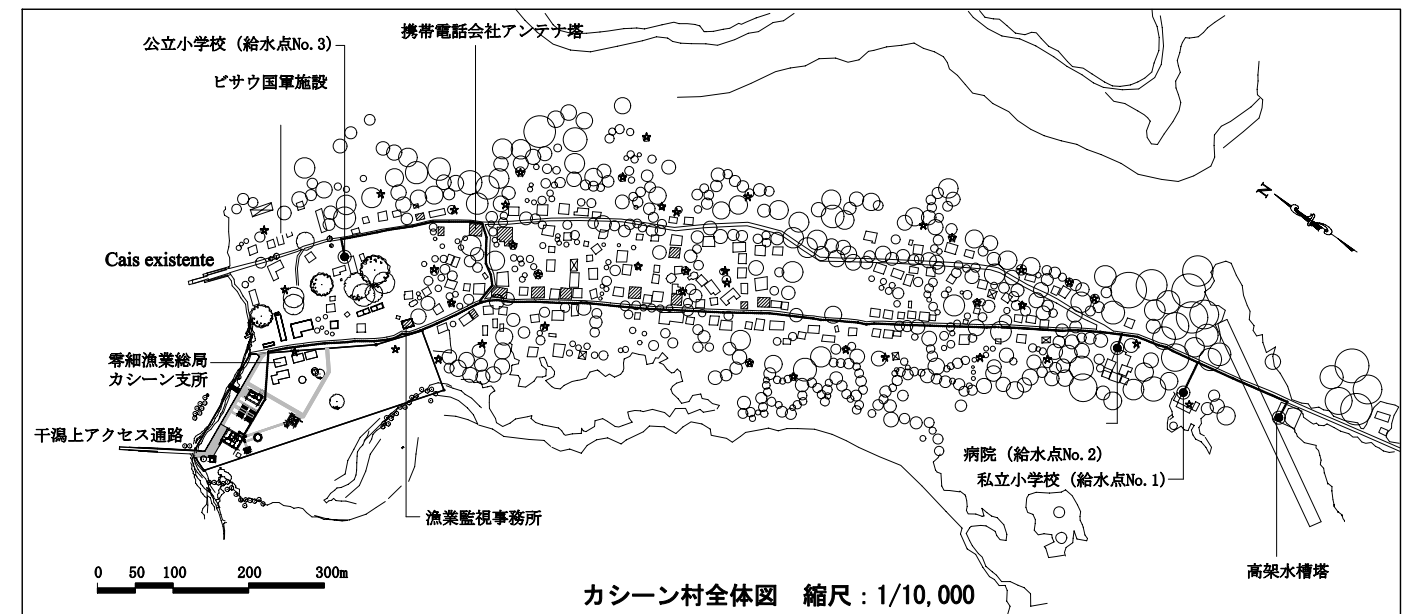 携帯電話会社アンテナ塔
公立小学校（給水点No.3）
ビサウ国軍施設
N
Cais existente
零細漁業総局
カシーン支所
干潟上アクセス通路
病院（給水点No.2）
私立小学校（給水点No.1）
漁業監視事務所
高架水槽塔
0 50 100 200 300m
カシーン村全体図 縮尺：1/10,000